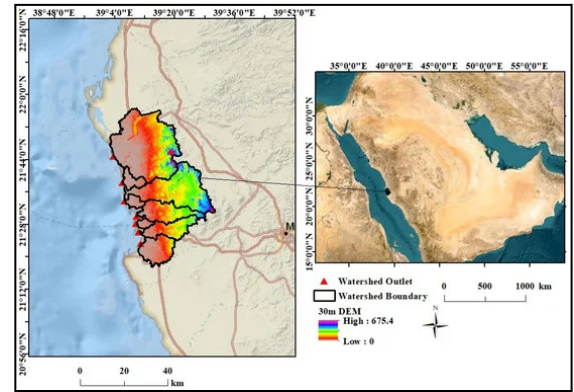 38°48'0"E 39°4'0"E 39°20'0"E 39°36'0"E 39°52'0"E
22°16'0"N
22°0'0"N
21°44'0"N
21°28'0"N
21°12'0"N
20°56'0"N
M
0 20 40
km
35°0'0"E 40°0'0"E 45°0'0"E 50°0'0"E 55°0'0"E
30°0'0"N
25°0'0"N
20°0'0"N
15°0'0"N
Watershed Outlet
Watershed Boundary
0 500 1000 km
30m DEM
High : 675.4
Low : 0
N